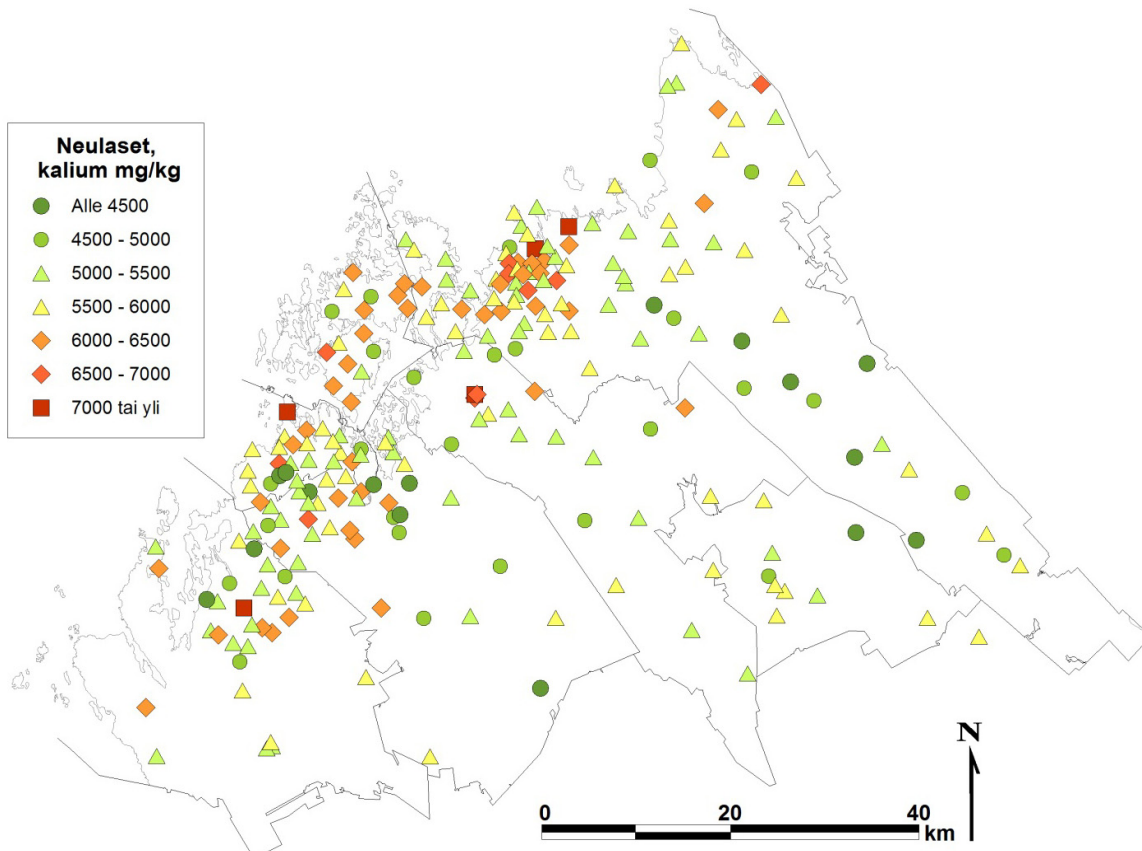 Neulaset,
kalium mg/kg
Alle 4500
4500 - 5000
5000 - 5500
5500 - 6000
6000 - 6500
6500 - 7000
7000 tai yli
N
0 20 40
km